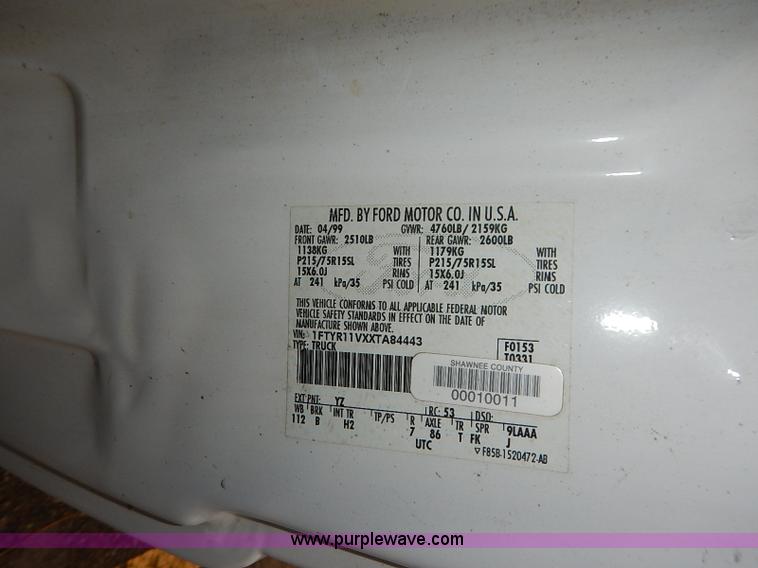 MFD. BY FORD MOTOR CO. IN U.S.A.
DATE: 04/99 GVWR: 4760LB/ 2159KG
FRONT GAWR: 2510LB REAR GAWR: 2600LB
1138KG WITH 1179KG WITH
P215/75R15SL TIRES P215/75R15SL TIRES
15X6.0J RIMS 15X6.0J RIMS
AT 241 kPa/35 PSI COLD AT 241 kPa/35 PSI COLD
THIS VEHICLE CONFORMS TO ALL APPLICABLE FEDERAL MOTOR
VEHICLE SAFETY STANDARDS IN EFFECT ON THE DATE OF
MANUFACTURE SHOWN ABOVE.
VIN: 1FTYR11VXXTA84443 F0153
TYPE: TRUCK T0331
SHAWNEE COUNTY
00010011
EXT PNT: YZ RC: 53 DSO:
WB BRK INT TR TP/PS R AXLE TR SPR 9LAAA
112 B H2 7 86 T FK J
UTC
F85B-1520472-AB
www.purplewave.com